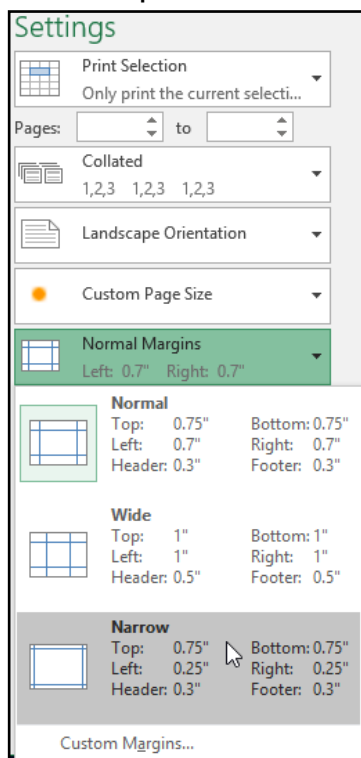 Settings
Print Selection
Only print the current selecti...
Pages: to
Collated
1,2,3 1,2,3 1,2,3
Landscape Orientation
Custom Page Size
Normal Margins
Left: 0.7" Right: 0.7"
Normal
Top: 0.75" Bottom: 0.75"
Left: 0.7" Right: 0.7"
Header: 0.3" Footer: 0.3"
Wide
Top: 1" Bottom: 1"
Left: 1" Right: 1"
Header: 0.5" Footer: 0.5"
Narrow
Top: 0.75" Bottom: 0.75"
Left: 0.25" Right: 0.25"
Header: 0.3" Footer: 0.3"
Custom Margins...